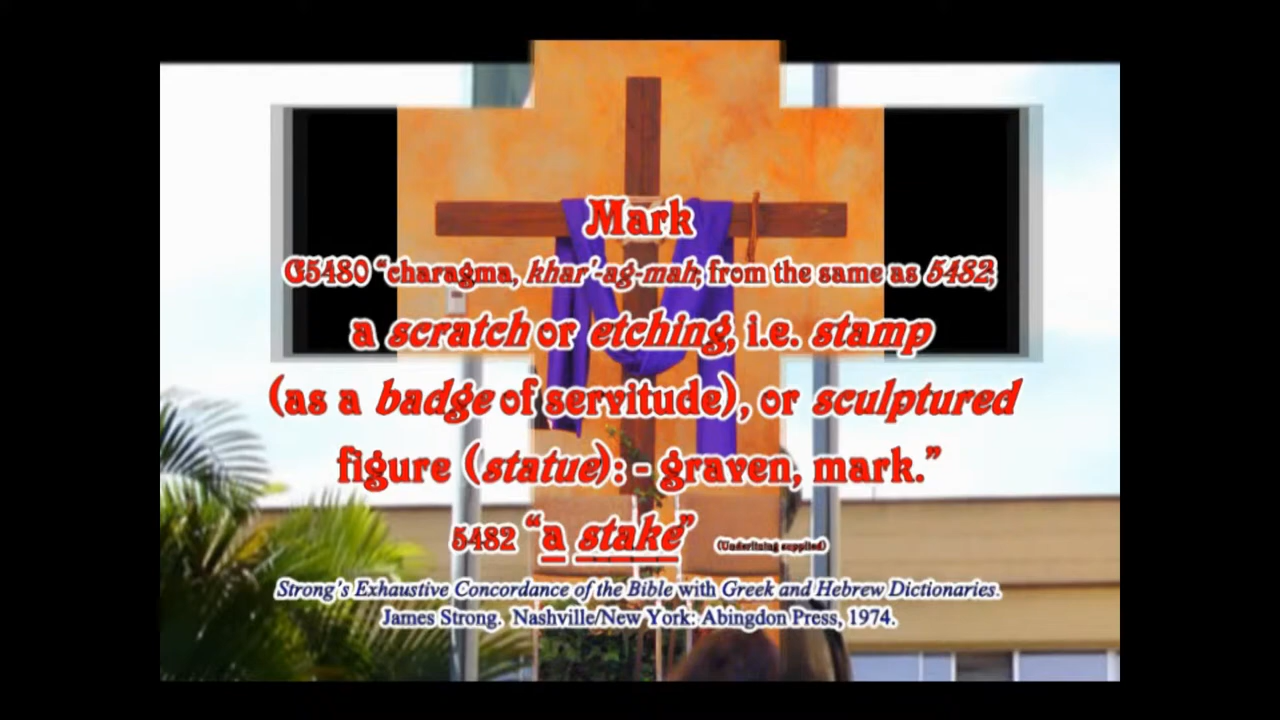 Mark
G5480 “charagma, khar'-ag-mah; from the same as 5482;
a scratch or etching, i.e. stamp
(as a badge of servitude), or sculptured
figure (statue): - graven, mark.”
5482 “a stake” (Underlining supplied)
Strong's Exhaustive Concordance of the Bible with Greek and Hebrew Dictionaries.
James Strong. Nashville/New York: Abingdon Press, 1974.